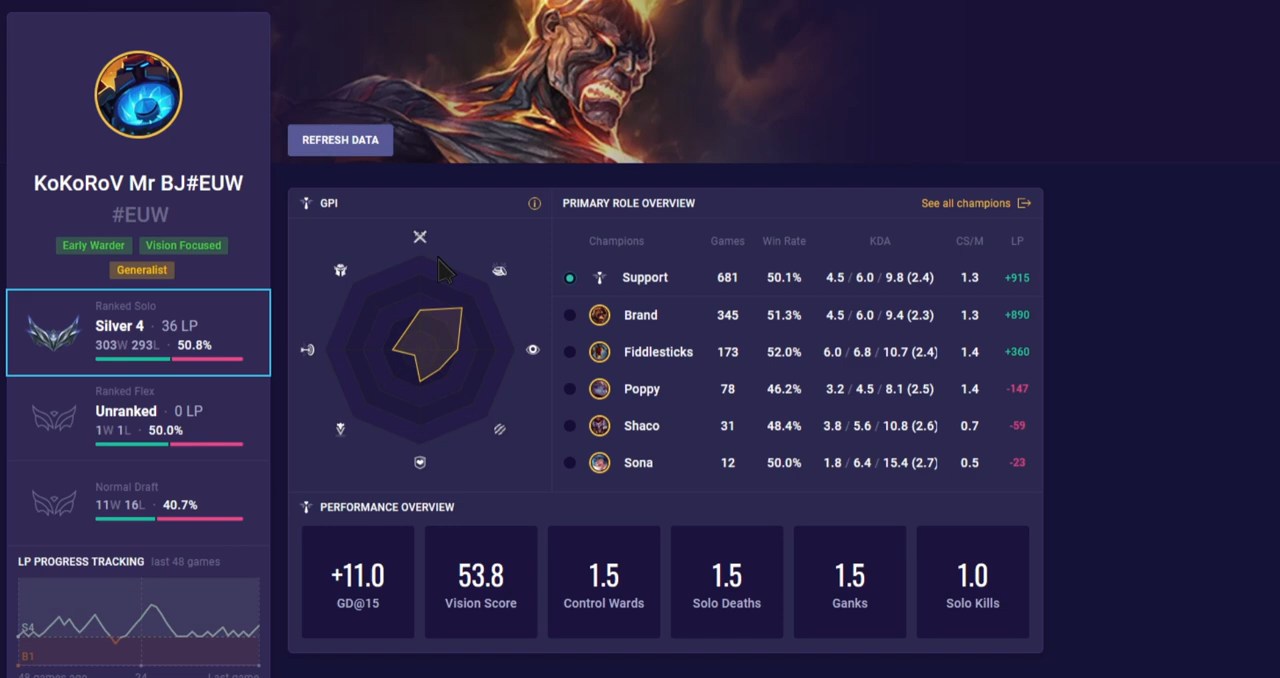 KoKoRoV Mr BJ#EUW
#EUW
Early Warder Vision Focused
Generalist
Ranked Solo
Silver 4 · 36 LP
303W 293L · 50.8%
Ranked Flex
Unranked · 0 LP
1W 1L · 50.0%
Normal Draft
11W 16L · 40.7%
LP PROGRESS TRACKING last 48 games
S4
B1
48 games ago 24 Last game
REFRESH DATA
GPI
PRIMARY ROLE OVERVIEW See all champions
Champions Games Win Rate KDA CS/M LP
Support 681 50.1% 4.5 / 6.0 / 9.8 (2.4) 1.3 +915
Brand 345 51.3% 4.5 / 6.0 / 9.4 (2.3) 1.3 +890
Fiddlesticks 173 52.0% 6.0 / 6.8 / 10.7 (2.4) 1.4 +360
Poppy 78 46.2% 3.2 / 4.5 / 8.1 (2.5) 1.4 -147
Shaco 31 48.4% 3.8 / 5.6 / 10.8 (2.6) 0.7 -59
Sona 12 50.0% 1.8 / 6.4 / 15.4 (2.7) 0.5 -23
PERFORMANCE OVERVIEW
+11.0 53.8 1.5 1.5 1.5 1.0
GD@15 Vision Score Control Wards Solo Deaths Ganks Solo Kills